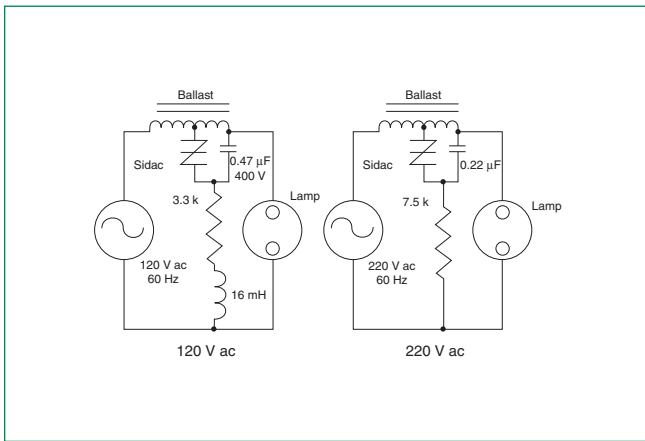 Ballast
Sidac
0.47 μF
400 V
3.3 k
Lamp
120 V ac
60 Hz
16 mH
120 V ac
Ballast
Sidac
0.22 μF
7.5 k
Lamp
220 V ac
60 Hz
220 V ac